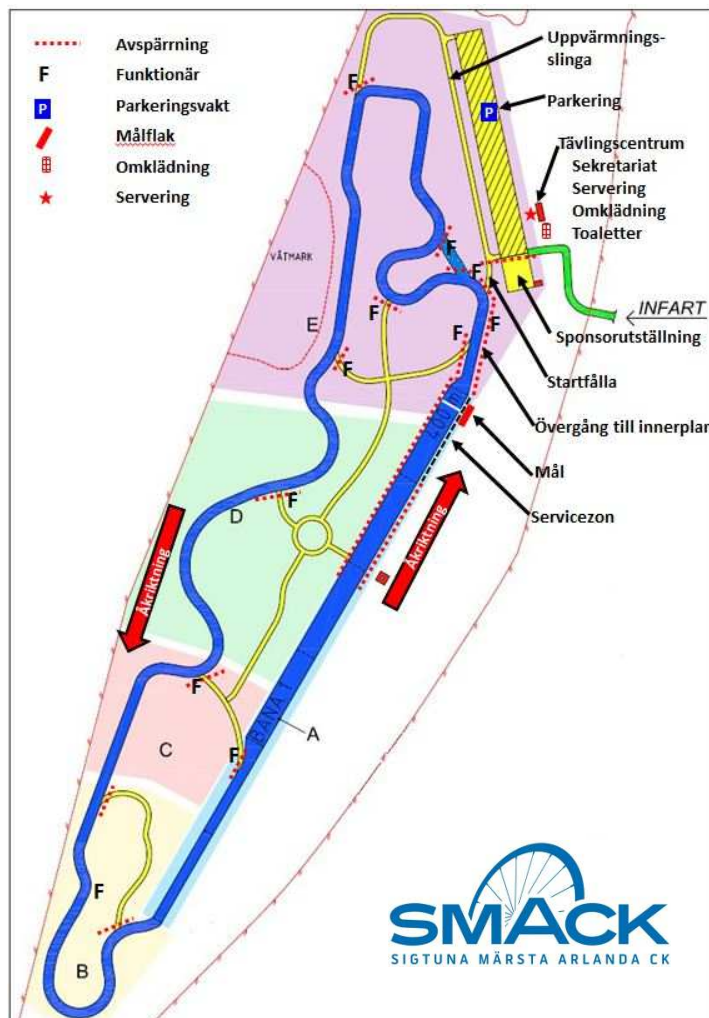 Avspärrning
F Funktionär
P Parkeringsvakt
Målflak
Omklädning
Servering
Uppvärmnings-
slinga
Parkering
P
Tävlingscentrum
Sekretariat
Servering
Omklädning
Toaletter
INFART
Sponsorutställning
Startfålla
Övergång till innerplan
Mål
Servicezon
VÅTMARK
F
F
F
F
F
F
F
E
400 m
F
D
Åkriktning
Åkriktning
F
C
BANA 1
A
F
F
B
SMACK
SIGTUNA MÄRSTA ARLANDA CK